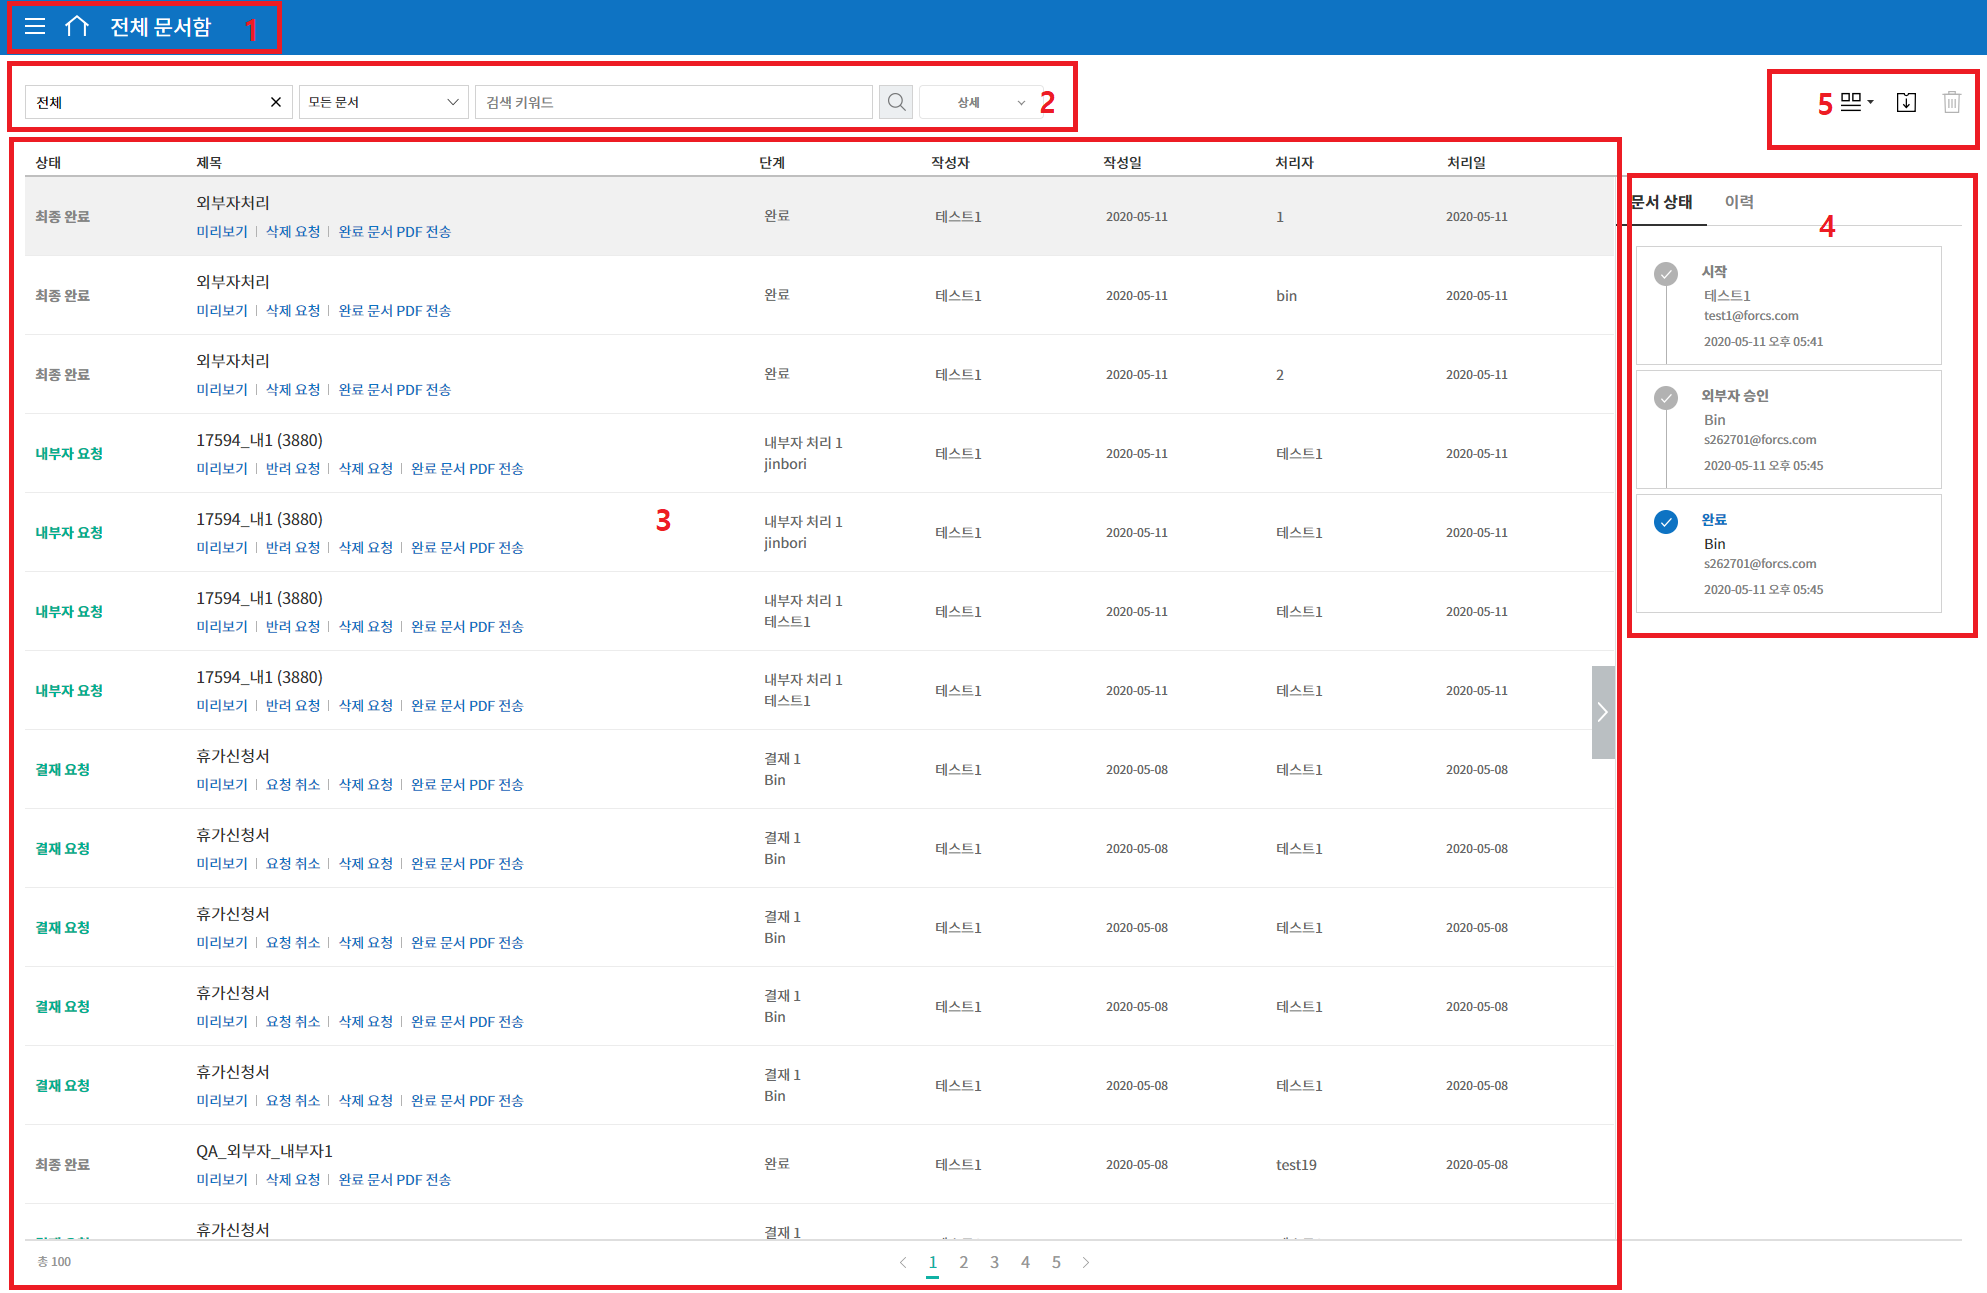 전체 문서함 1
전체 모든 문서 검색 키워드 상세 2
5
상태 제목 단계 작성자 작성일 처리자 처리일
최종 완료 외부자처리 완료 테스트1 2020-05-11 1 2020-05-11
미리보기 삭제 요청 완료 문서 PDF 전송
최종 완료 외부자처리 완료 테스트1 2020-05-11 bin 2020-05-11
미리보기 삭제 요청 완료 문서 PDF 전송
최종 완료 외부자처리 완료 테스트1 2020-05-11 2 2020-05-11
미리보기 삭제 요청 완료 문서 PDF 전송
내부자 요청 17594_내1 (3880) 내부자 처리 1 테스트1 2020-05-11 테스트1 2020-05-11
미리보기 반려 요청 삭제 요청 완료 문서 PDF 전송 jinbori
내부자 요청 17594_내1 (3880) 내부자 처리 1 테스트1 2020-05-11 테스트1 2020-05-11
미리보기 반려 요청 삭제 요청 완료 문서 PDF 전송 jinbori
3
내부자 요청 17594_내1 (3880) 내부자 처리 1 테스트1 2020-05-11 테스트1 2020-05-11
미리보기 반려 요청 삭제 요청 완료 문서 PDF 전송 테스트1
내부자 요청 17594_내1 (3880) 내부자 처리 1 테스트1 2020-05-11 테스트1 2020-05-11
미리보기 반려 요청 삭제 요청 완료 문서 PDF 전송 테스트1
결재 요청 휴가신청서 결재 1 테스트1 2020-05-08 테스트1 2020-05-08
미리보기 요청 취소 삭제 요청 완료 문서 PDF 전송 Bin
결재 요청 휴가신청서 결재 1 테스트1 2020-05-08 테스트1 2020-05-08
미리보기 요청 취소 삭제 요청 완료 문서 PDF 전송 Bin
결재 요청 휴가신청서 결재 1 테스트1 2020-05-08 테스트1 2020-05-08
미리보기 요청 취소 삭제 요청 완료 문서 PDF 전송 Bin
결재 요청 휴가신청서 결재 1 테스트1 2020-05-08 테스트1 2020-05-08
미리보기 요청 취소 삭제 요청 완료 문서 PDF 전송 Bin
결재 요청 휴가신청서 결재 1 테스트1 2020-05-08 테스트1 2020-05-08
미리보기 요청 취소 삭제 요청 완료 문서 PDF 전송 Bin
최종 완료 QA_외부자_내부자1 완료 테스트1 2020-05-08 test19 2020-05-08
미리보기 삭제 요청 완료 문서 PDF 전송
휴가신청서 결재 1
총 100 1 2 3 4 5
문서 상태 이력
4
시작
테스트1
test1@forcs.com
2020-05-11 오후 05:41
외부자 승인
Bin
s262701@forcs.com
2020-05-11 오후 05:45
완료
Bin
s262701@forcs.com
2020-05-11 오후 05:45